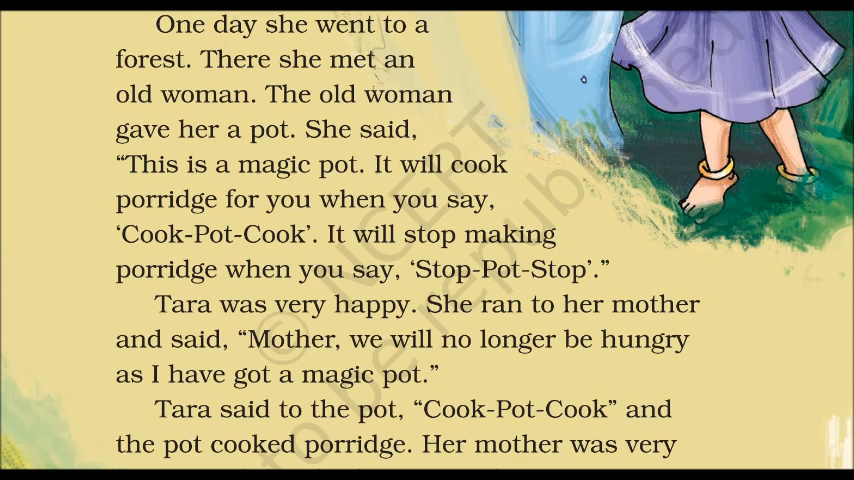 One day she went to a
forest. There she met an
old woman. The old woman
gave her a pot. She said,
“This is a magic pot. It will cook
porridge for you when you say,
‘Cook-Pot-Cook’. It will stop making
porridge when you say, ‘Stop-Pot-Stop’.”
Tara was very happy. She ran to her mother
and said, “Mother, we will no longer be hungry
as I have got a magic pot.”
Tara said to the pot, “Cook-Pot-Cook” and
the pot cooked porridge. Her mother was very
© NCERT
to be republished